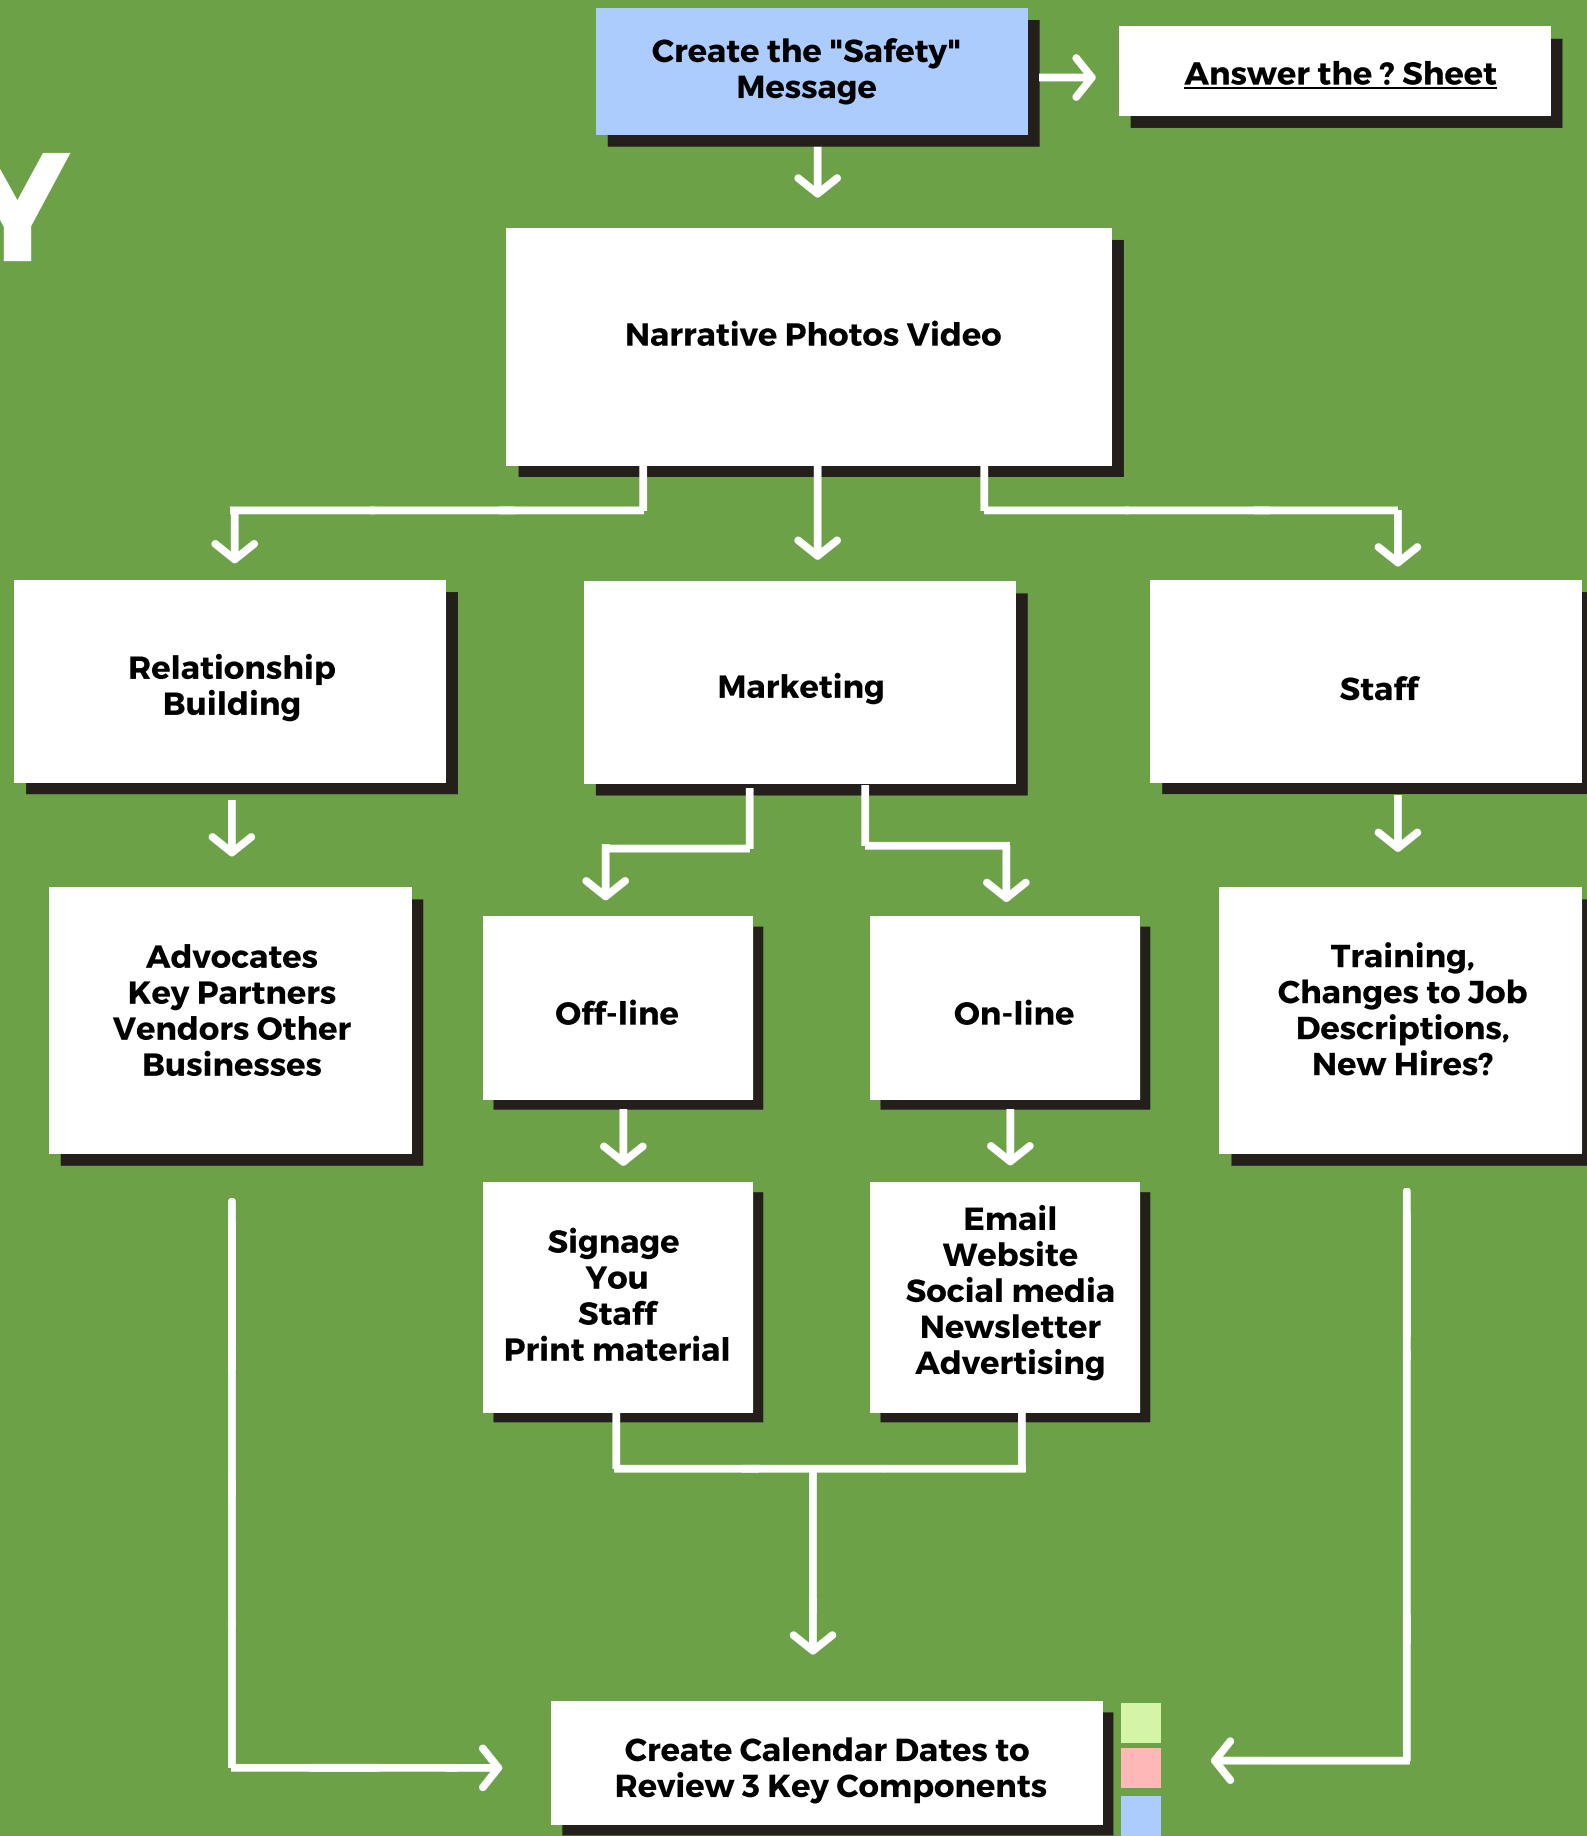 Create the "Safety"
Message
Answer the ? Sheet
Y
Narrative Photos Video
Relationship
Building
Marketing
Staff
Advocates
Key Partners
Vendors Other
Businesses
Off-line
On-line
Training,
Changes to Job
Descriptions,
New Hires?
Signage
You
Staff
Print material
Email
Website
Social media
Newsletter
Advertising
Create Calendar Dates to
Review 3 Key Components